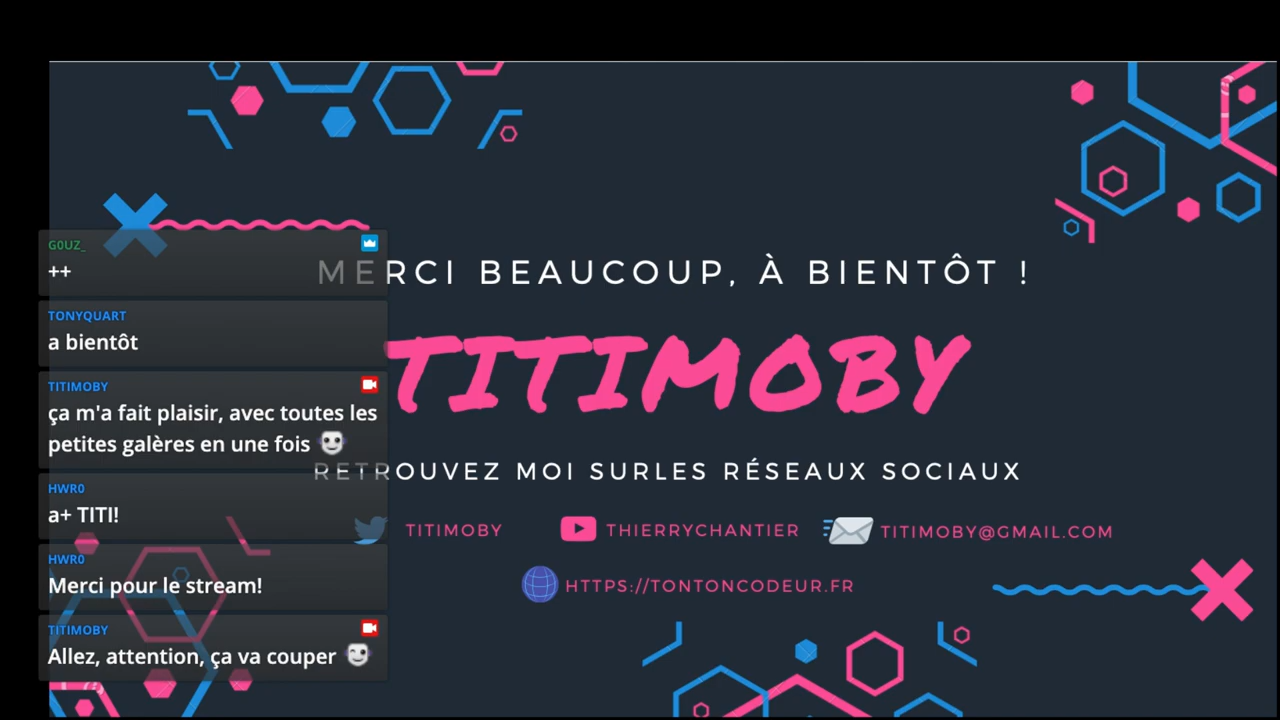 G0UZ_
++
TONYQUART
a bientôt
TITIMOBY
ça m'a fait plaisir, avec toutes les
petites galères en une fois
HWR0
a+ TITI!
HWR0
Merci pour le stream!
TITIMOBY
Allez, attention, ça va couper
MERCI BEAUCOUP, À BIENTÔT !
TITIMOBY
RETROUVEZ MOI SURLES RÉSEAUX SOCIAUX
TITIMOBY
THIERRYCHANTIER
TITIMOBY@GMAIL.COM
HTTPS://TONTONCODEUR.FR